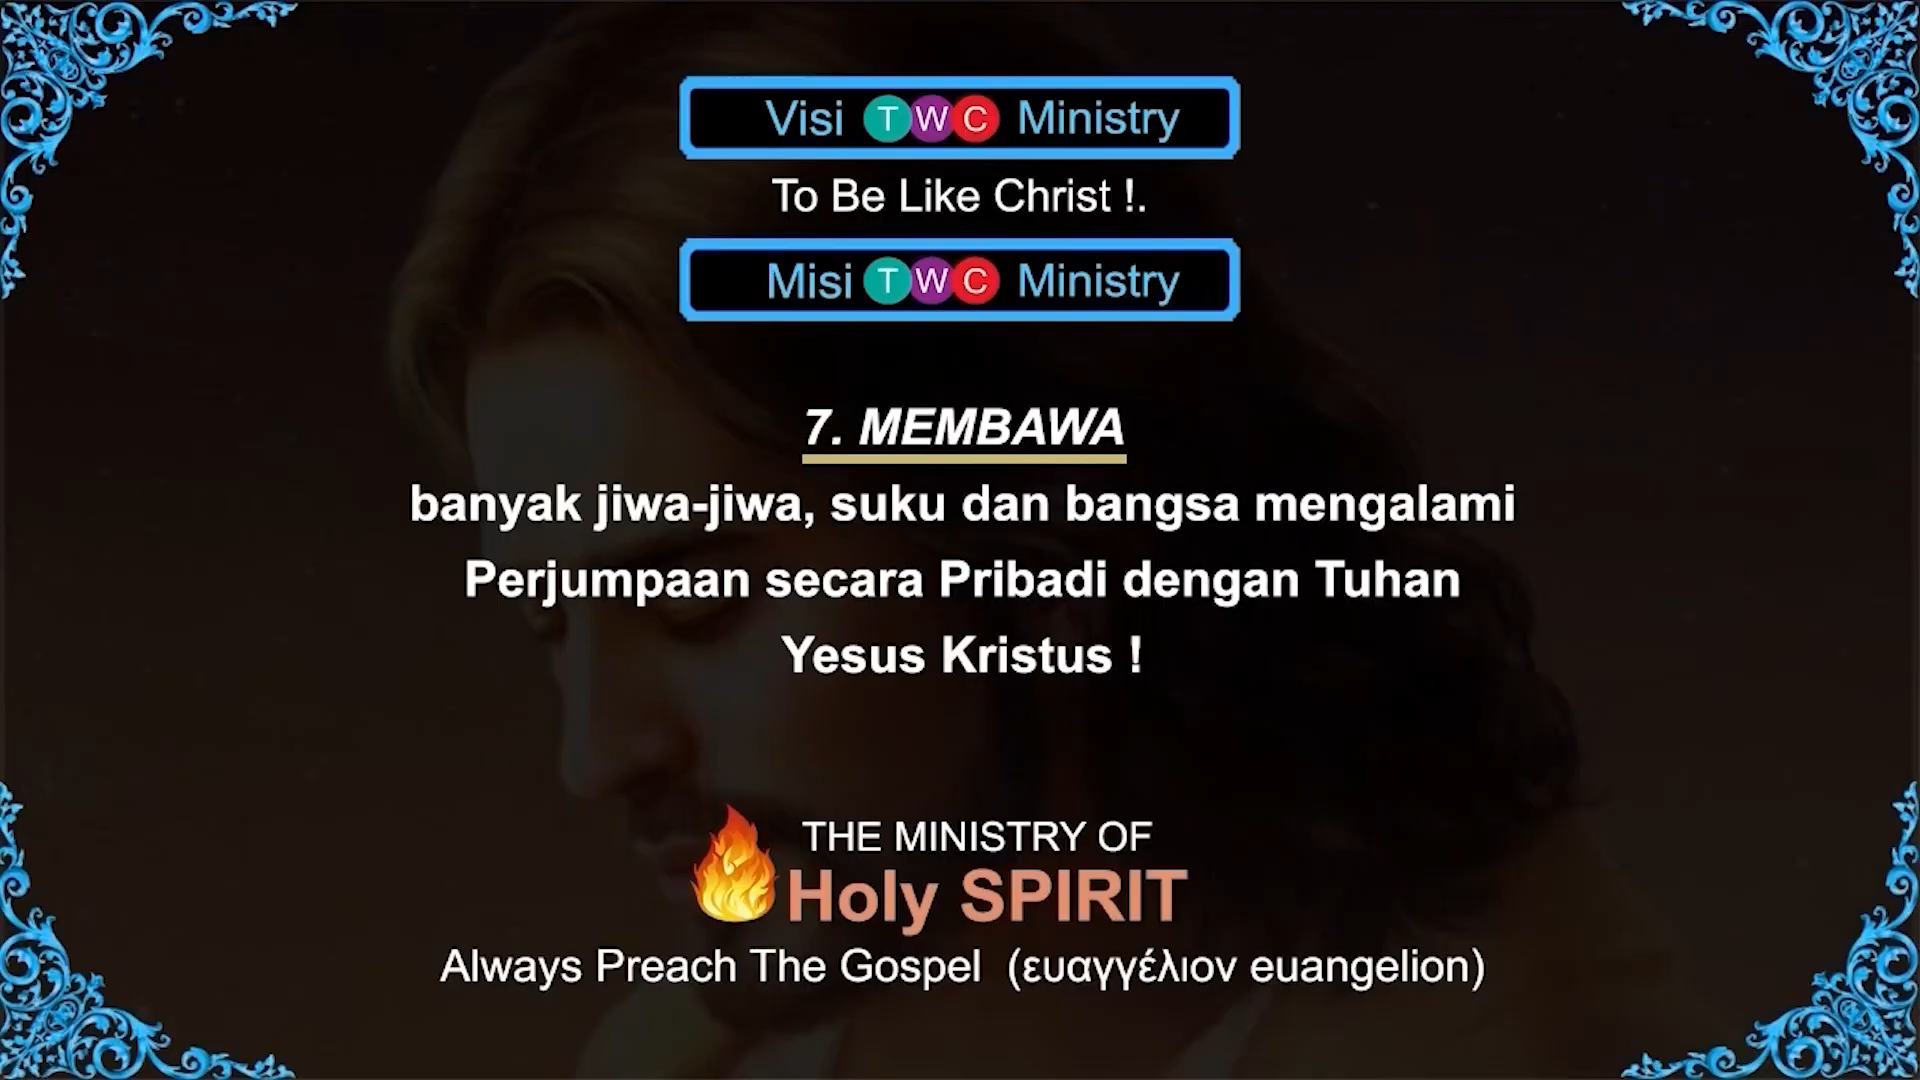 Visi TWC Ministry
To Be Like Christ !.
Misi TWC Ministry
7. MEMBAWA
banyak jiwa-jiwa, suku dan bangsa mengalami
Perjumpaan secara Pribadi dengan Tuhan
Yesus Kristus !
THE MINISTRY OF
Holy SPIRIT
Always Preach The Gospel (ευαγγέλιον euangelion)